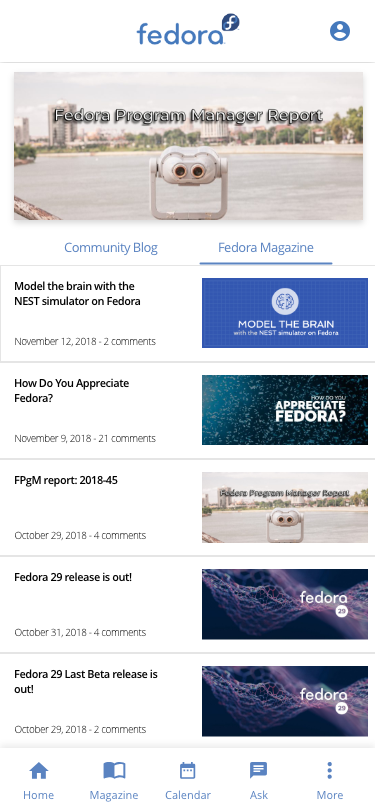 fedora
Fedora Program Manager Report
Community Blog
Fedora Magazine
Model the brain with the
NEST simulator on Fedora
November 12, 2018 - 2 comments
MODEL THE BRAIN
with the NEST simulator on Fedora
How Do You Appreciate
Fedora?
November 9, 2018 - 21 comments
HOW DO YOU
APPRECIATE
FEDORA?
FPgM report: 2018-45
October 29, 2018 - 4 comments
Fedora Program Manager Report
Fedora 29 release is out!
October 31, 2018 - 4 comments
fedora
29
Fedora 29 Last Beta release is
out!
October 29, 2018 - 2 comments
fedora
29
Home
Magazine
Calendar
Ask
More